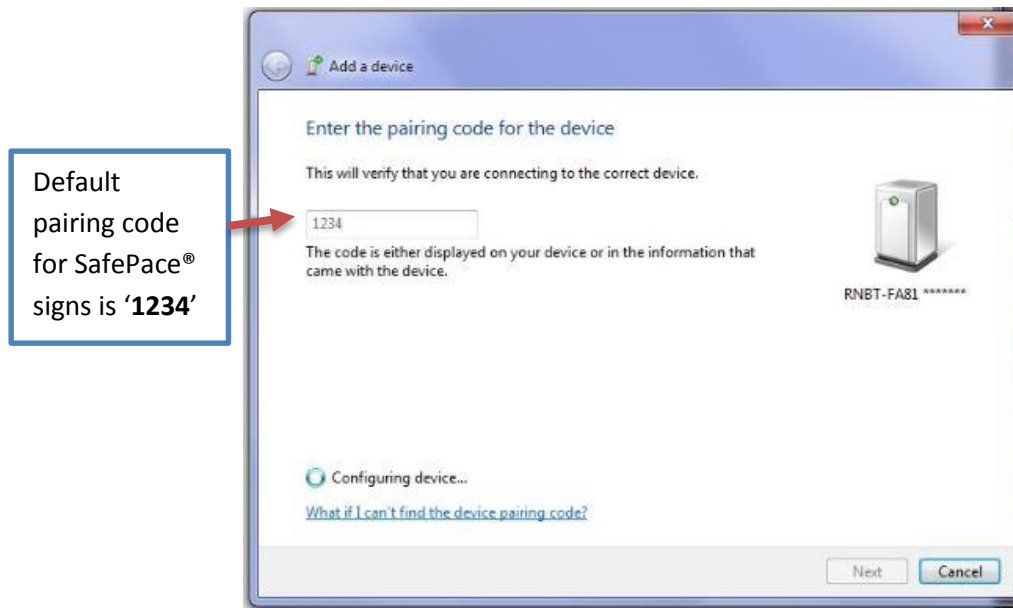 Add a device
Enter the pairing code for the device
This will verify that you are connecting to the correct device.
Default
pairing code
for SafePace®
signs is ‘1234’
1234
The code is either displayed on your device or in the information that
came with the device.
RNBT-FA81 *******
Configuring device...
What if I can't find the device pairing code?
Next
Cancel